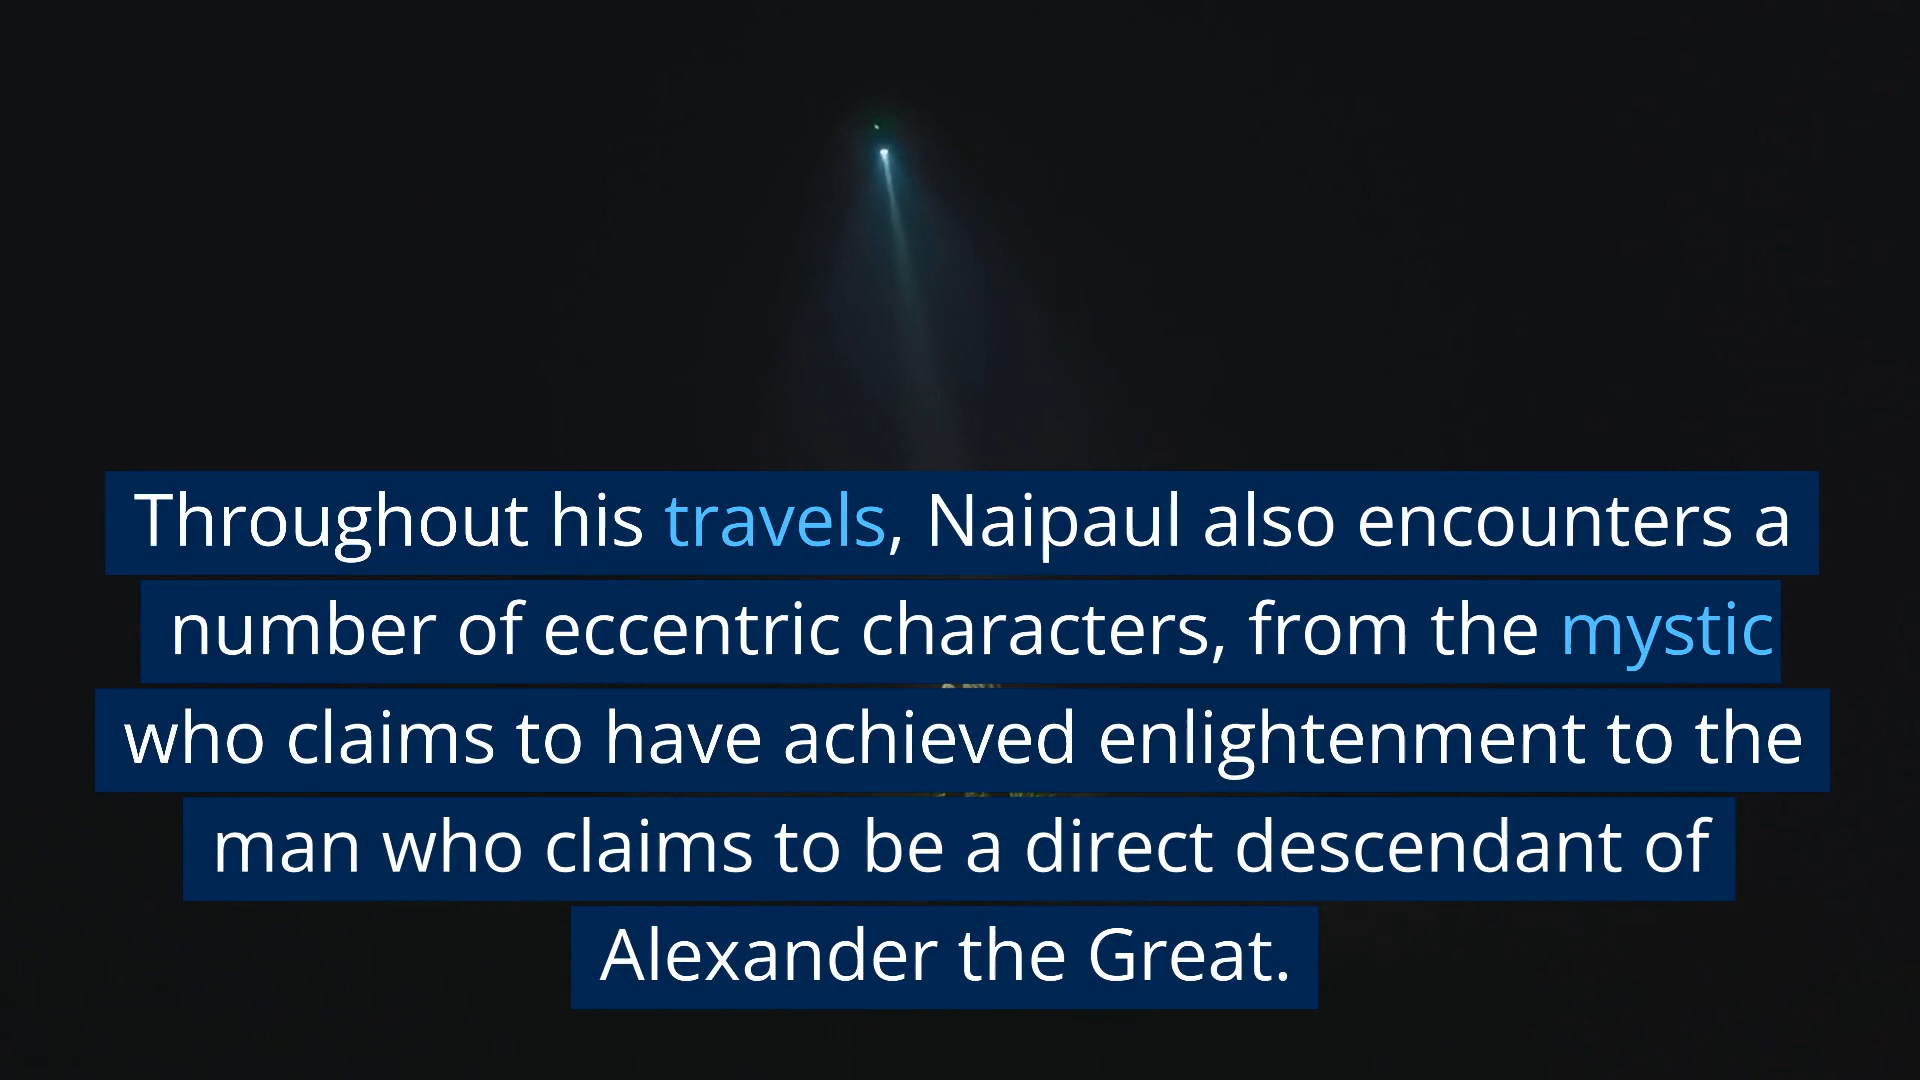 Throughout his travels, Naipaul also encounters a
number of eccentric characters, from the mystic
who claims to have achieved enlightenment to the
man who claims to be a direct descendant of
Alexander the Great.